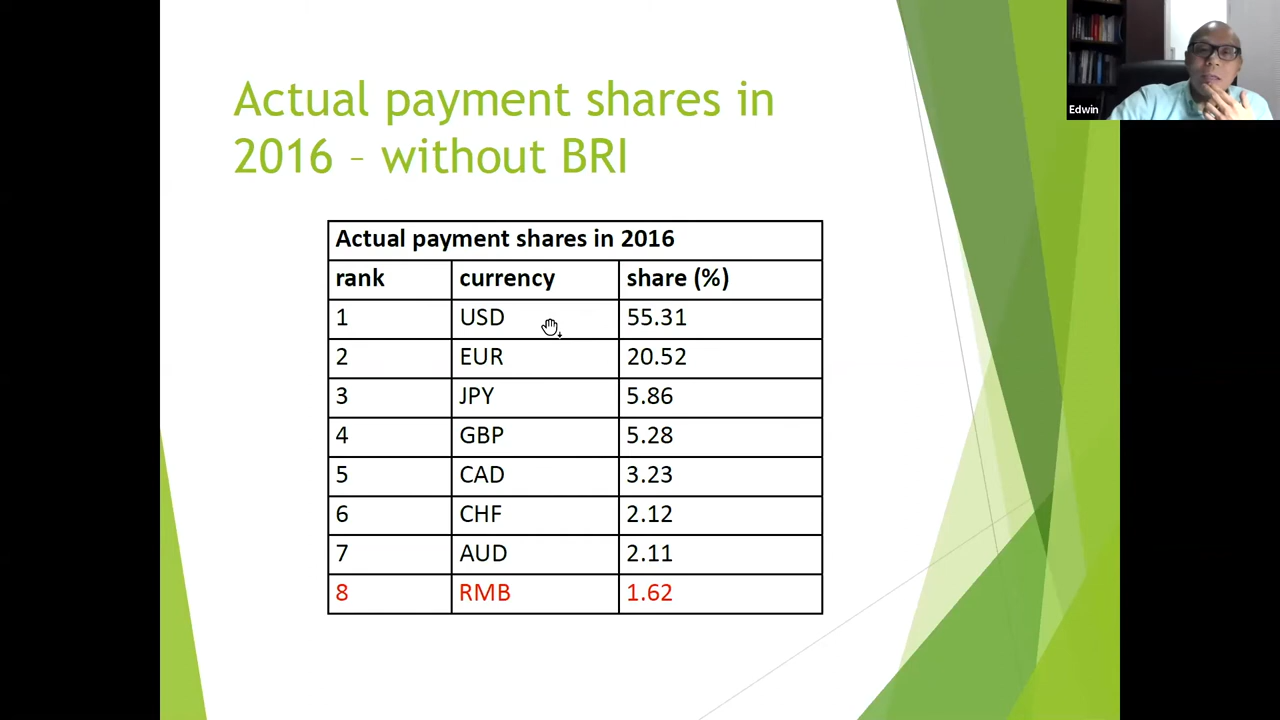 Actual payment shares in
2016 – without BRI
Edwin
Actual payment shares in 2016
rank currency share (%)
1 USD 55.31
2 EUR 20.52
3 JPY 5.86
4 GBP 5.28
5 CAD 3.23
6 CHF 2.12
7 AUD 2.11
8 RMB 1.62